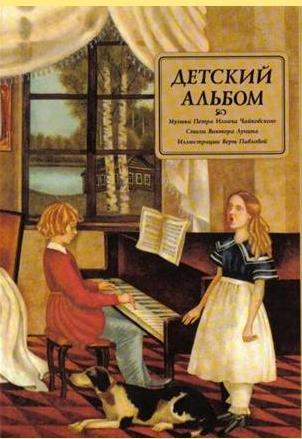 ДЕТСКИЙ
АЛЬБОМ
Музыка Петра Ильича Чайковского
Стихи Виктора Лунина
Иллюстрации Веры Павловой